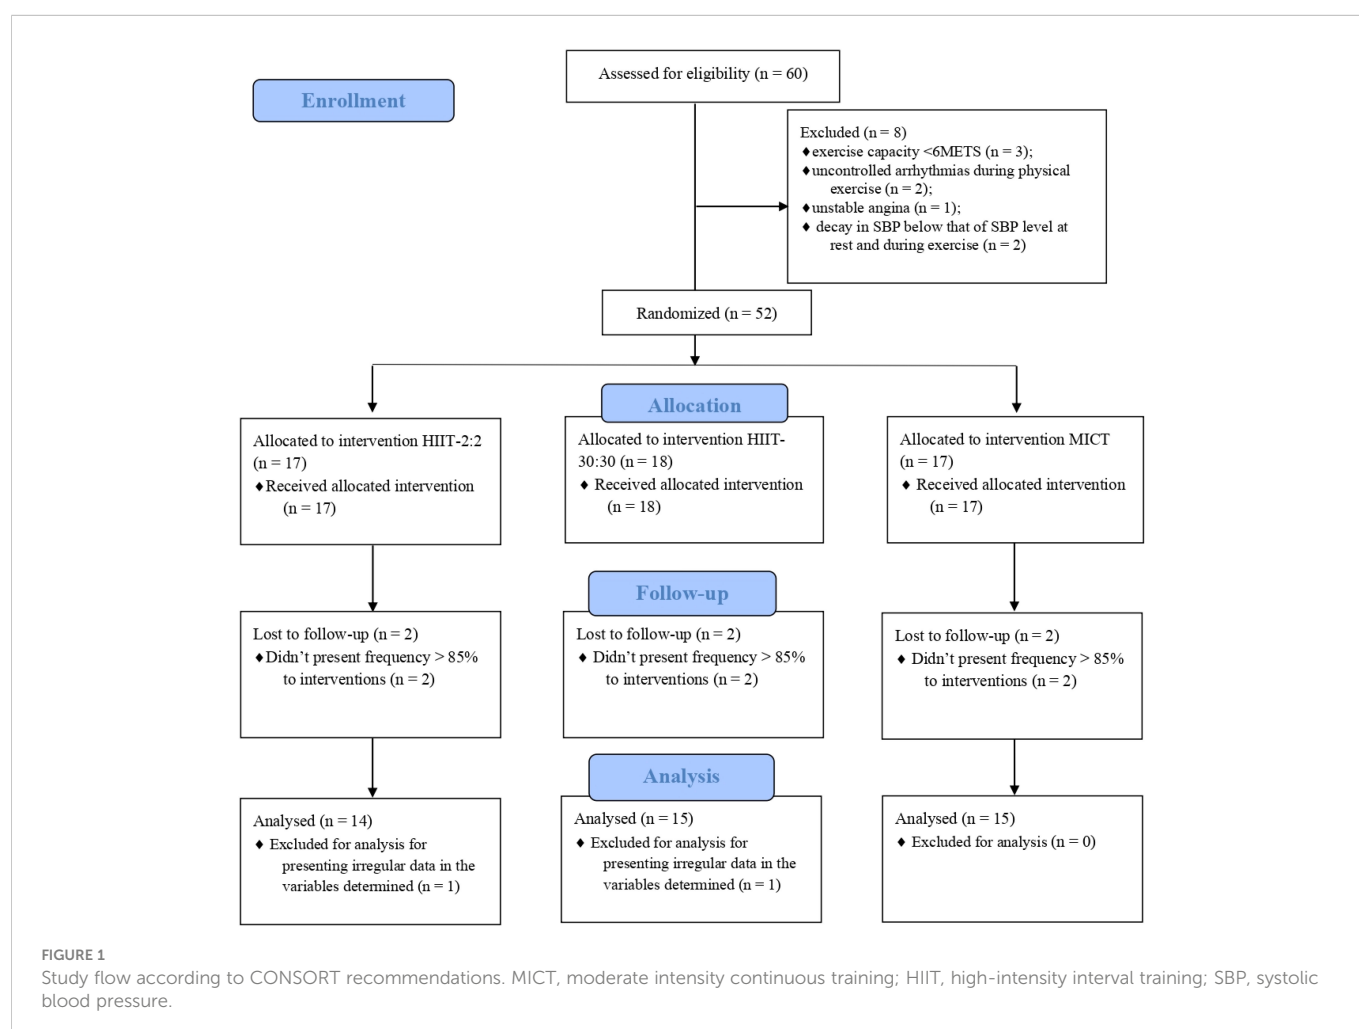 Assessed for eligibility (n = 60)
Enrollment
Excluded (n = 8)
♦exercise capacity <6METS (n = 3);
♦uncontrolled arrhythmias during physical
exercise (n = 2);
♦unstable angina (n = 1);
♦ decay in SBP below that of SBP level at
rest and during exercise (n = 2)
Randomized (n = 52)
Allocation
Allocated to intervention HIIT-2:2
(n = 17)
♦Received allocated intervention
(n = 17)
Allocated to intervention HIIT-
30:30 (n = 18)
♦ Received allocated intervention
(n = 18)
Allocated to intervention MICT
(n = 17)
♦ Received allocated intervention
(n = 17)
Follow-up
Lost to follow-up (n = 2)
♦Didn't present frequency > 85%
to interventions (n = 2)
Lost to follow-up (n = 2)
♦ Didn't present frequency > 85%
to interventions (n = 2)
Lost to follow-up (n = 2)
♦ Didn't present frequency > 85%
to interventions (n = 2)
Analysis
Analysed (n = 14)
♦ Excluded for analysis for
presenting irregular data in the
variables determined (n = 1)
Analysed (n = 15)
♦ Excluded for analysis for
presenting irregular data in the
variables determined (n = 1)
Analysed (n = 15)
♦ Excluded for analysis (n = 0)
FIGURE 1
Study flow according to CONSORT recommendations. MICT, moderate intensity continuous training; HIIT, high-intensity interval training; SBP, systolic
blood pressure.